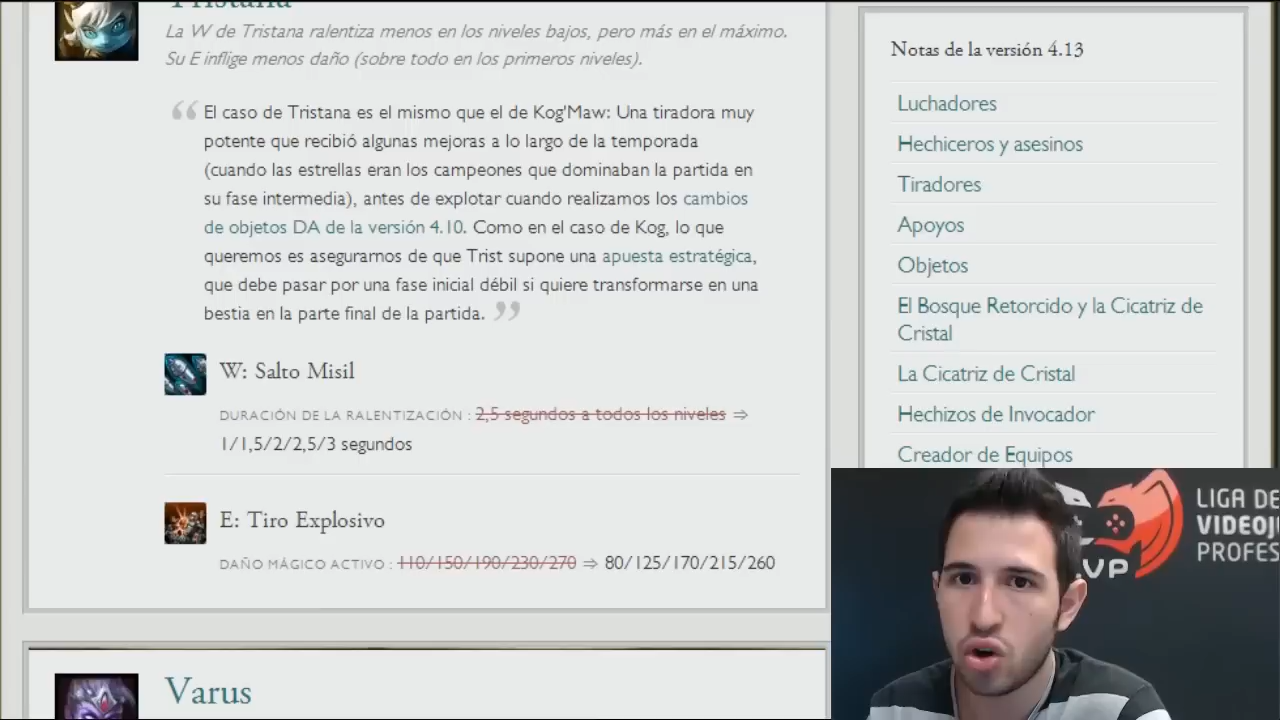 Tristana
La W de Tristana ralentiza menos en los niveles bajos, pero más en el máximo.
Su E inflige menos daño (sobre todo en los primeros niveles).
“ El caso de Tristana es el mismo que el de Kog'Maw: Una tiradora muy
potente que recibió algunas mejoras a lo largo de la temporada
(cuando las estrellas eran los campeones que dominaban la partida en
su fase intermedia), antes de explotar cuando realizamos los cambios
de objetos DA de la versión 4.10. Como en el caso de Kog, lo que
queremos es asegurarnos de que Trist supone una apuesta estratégica,
que debe pasar por una fase inicial débil si quiere transformarse en una
bestia en la parte final de la partida. ”
W: Salto Misil
DURACIÓN DE LA RALENTIZACIÓN : 2,5 segundos a todos los niveles ⇒
1/1,5/2/2,5/3 segundos
E: Tiro Explosivo
DAÑO MÁGICO ACTIVO : 110/150/190/230/270 ⇒ 80/125/170/215/260
Varus
Notas de la versión 4.13
Luchadores
Hechiceros y asesinos
Tiradores
Apoyos
Objetos
El Bosque Retorcido y la Cicatriz de
Cristal
La Cicatriz de Cristal
Hechizos de Invocador
Creador de Equipos
LIGA DE
VIDEOJ
PROFES
.VP